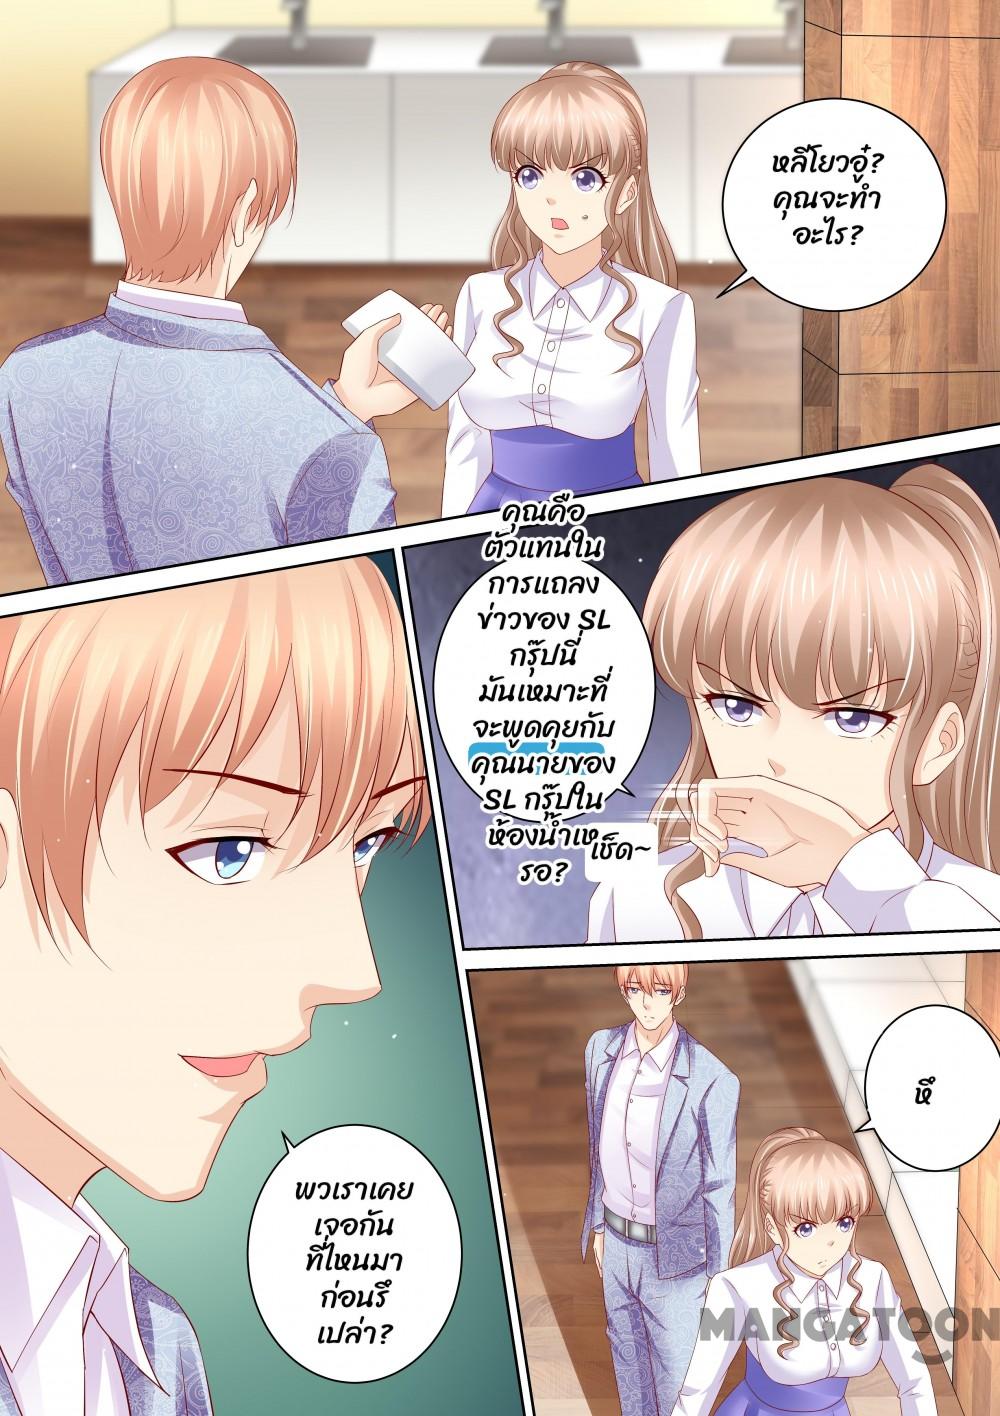 หลี่โยวอู๋?
คุณจะทำ
อะไร?
คุณคือ
ตัวแทนใน
การแถลง
ข่าวของ SL
กรุ๊ปนี่
มันเหมาะที่
จะพูดคุยกับ
คุณนายของ
SL กรุ๊ปใน
ห้องน้ำเห
รอ?
เช็ด~
พวเราเคย
เจอกัน
ที่ไหนมา
ก่อนรึ
เปล่า?
หึ
MANGATOON